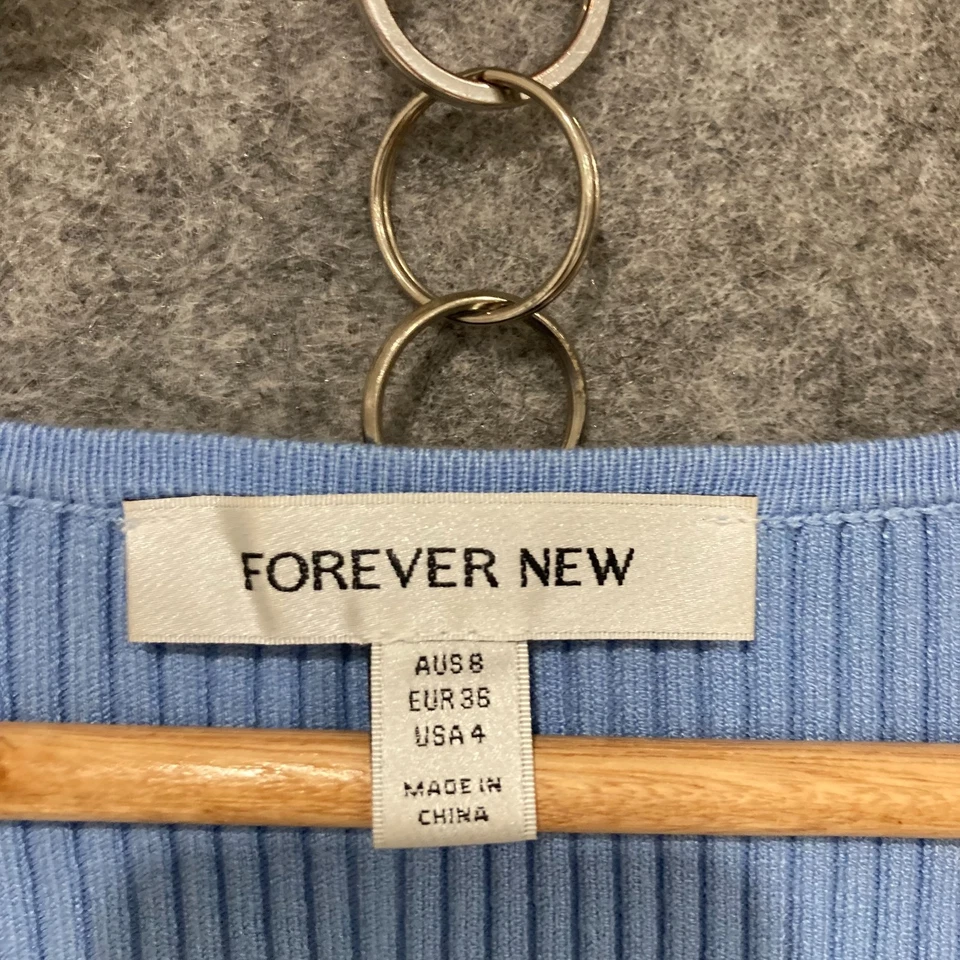 FOREVER NEW
AUS 8
EUR 36
USA 4
MADE IN
CHINA